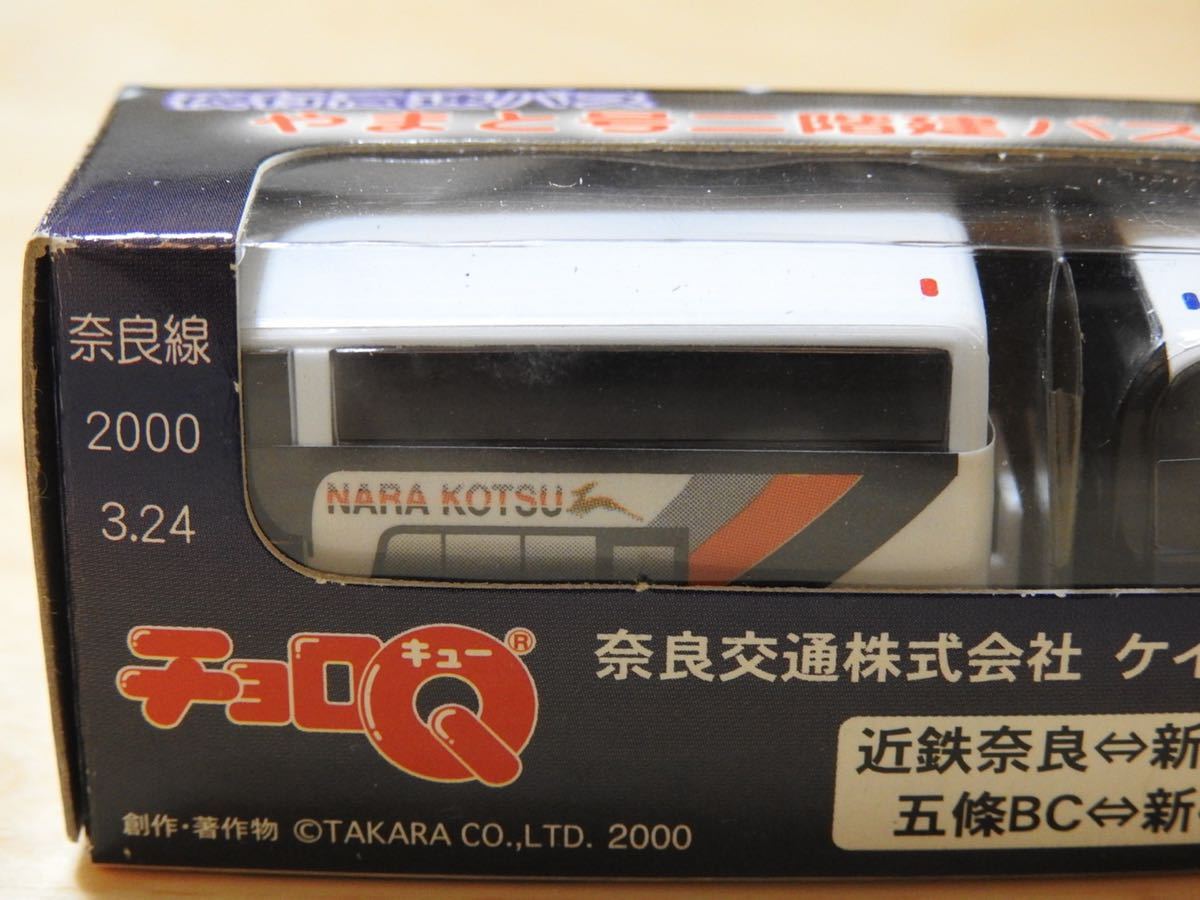 やまと号二階建バス
奈良線
2000
3.24
NARA KOTSU
チョロQ®
キュー
奈良交通株式会社 ケイ
近鉄奈良⇔新
五條BC⇔新
創作・著作物 ©TAKARA CO.,LTD. 2000